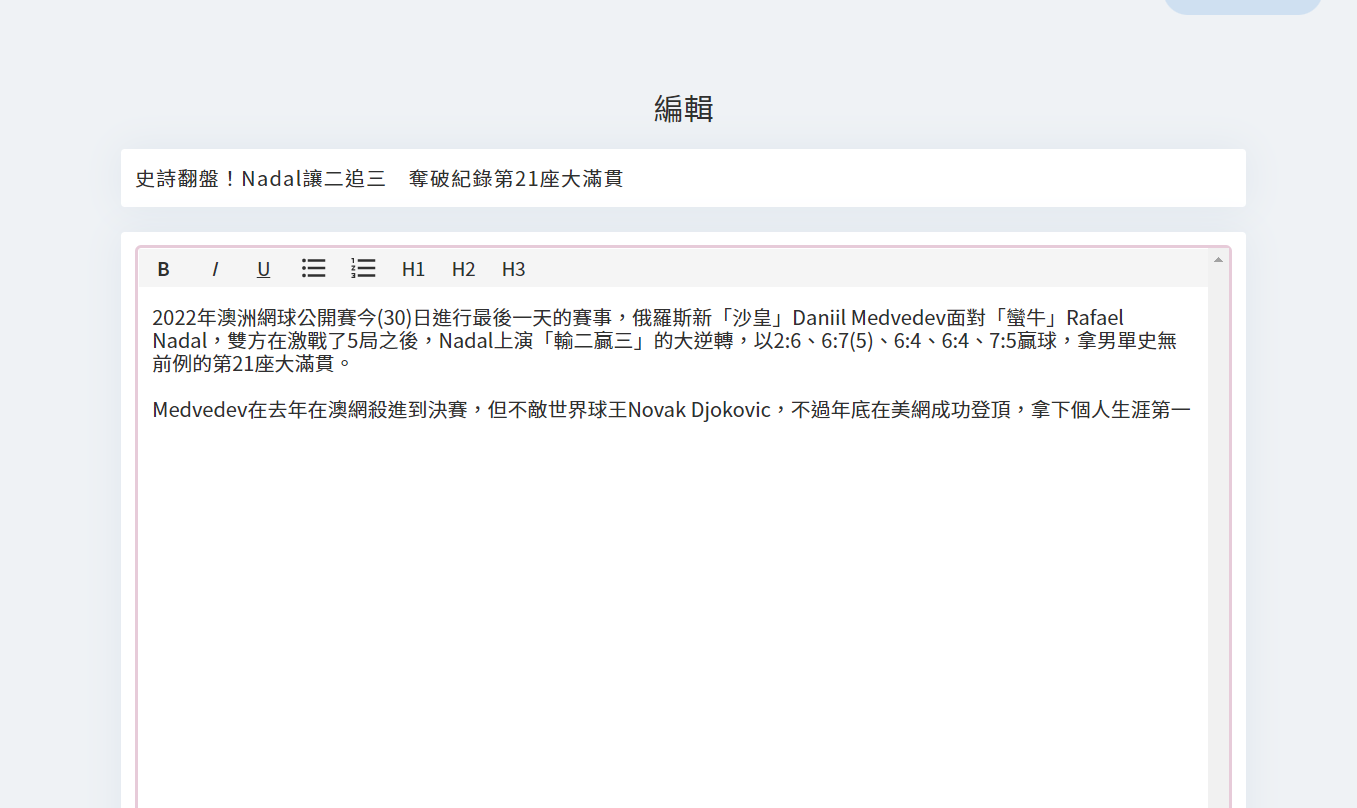 編輯
史詩翻盤！Nadal讓二追三　奪破紀錄第21座大滿貫
B I U H1 H2 H3
2022年澳洲網球公開賽今(30)日進行最後一天的賽事，俄羅斯新「沙皇」Daniil Medvedev面對「蠻牛」Rafael
Nadal，雙方在激戰了5局之後，Nadal上演「輸二贏三」的大逆轉，以2:6、6:7(5)、6:4、6:4、7:5贏球，拿男單史無
前例的第21座大滿貫。
Medvedev在去年在澳網殺進到決賽，但不敵世界球王Novak Djokovic，不過年底在美網成功登頂，拿下個人生涯第一